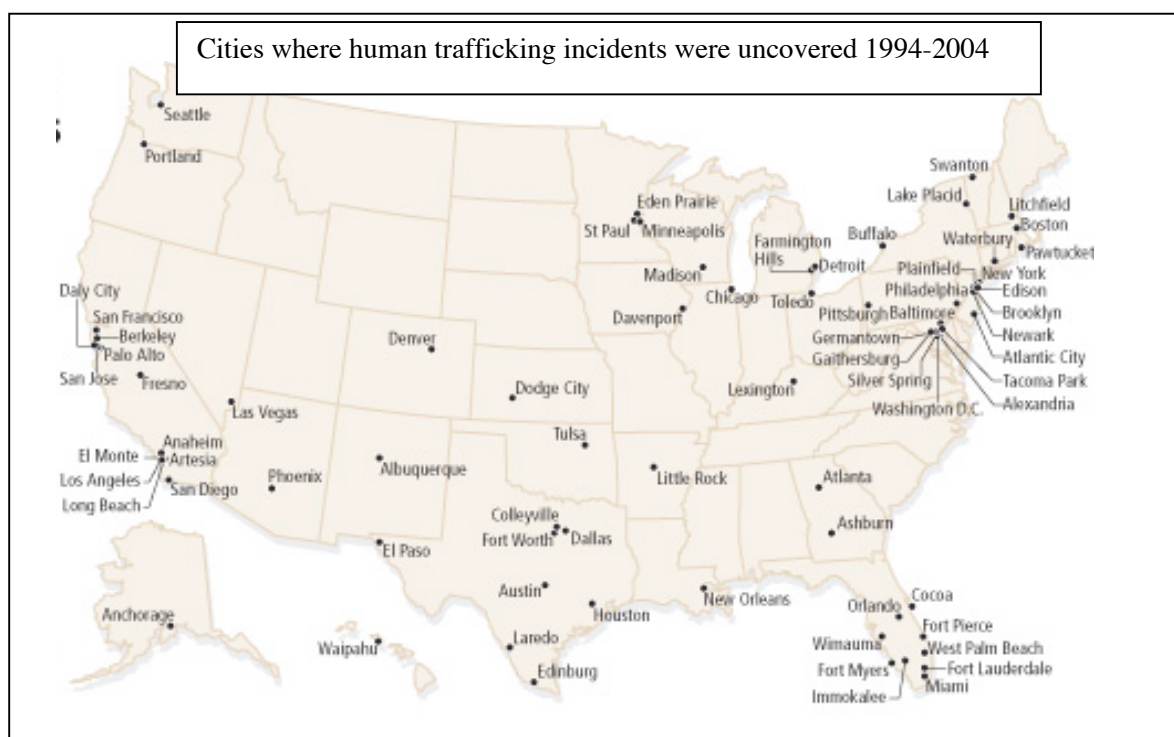 Cities where human trafficking incidents were uncovered 1994-2004
Seattle
Portland
Daly City
San Francisco
Berkeley
Palo Alto
San Jose
Fresno
Las Vegas
Anaheim
El Monte
Artesia
Los Angeles
Long Beach
San Diego
Phoenix
Albuquerque
Denver
Dodge City
Tulsa
Little Rock
Colleyville
Fort Worth
Dallas
El Paso
Austin
Houston
Laredo
Edinburg
Anchorage
Waipahu
Eden Prairie
St Paul
Minneapolis
Madison
Davenport
Chicago
Farmington
Hills
Detroit
Toledo
Lexington
Buffalo
Swanton
Lake Placid
Litchfield
Boston
Waterbury
Pawtucket
Plainfield
New York
Philadelphia
Edison
Pittsburgh
Baltimore
Brooklyn
Germantown
Newark
Gaithersburg
Atlantic City
Silver Spring
Tacoma Park
Washington D.C.
Alexandria
Atlanta
Ashburn
New Orleans
Orlando
Cocoa
Fort Pierce
Wimauma
West Palm Beach
Fort Myers
Fort Lauderdale
Immokalee
Miami